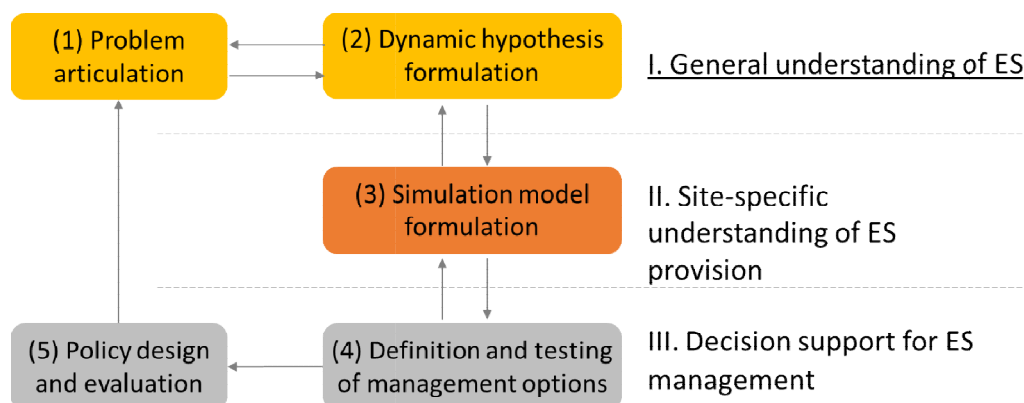 (1) Problem
articulation
(2) Dynamic hypothesis
formulation
I. General understanding of ES
(3) Simulation model
formulation
II. Site-specific
understanding of ES
provision
(5) Policy design
and evaluation
(4) Definition and testing
of management options
III. Decision support for ES
management